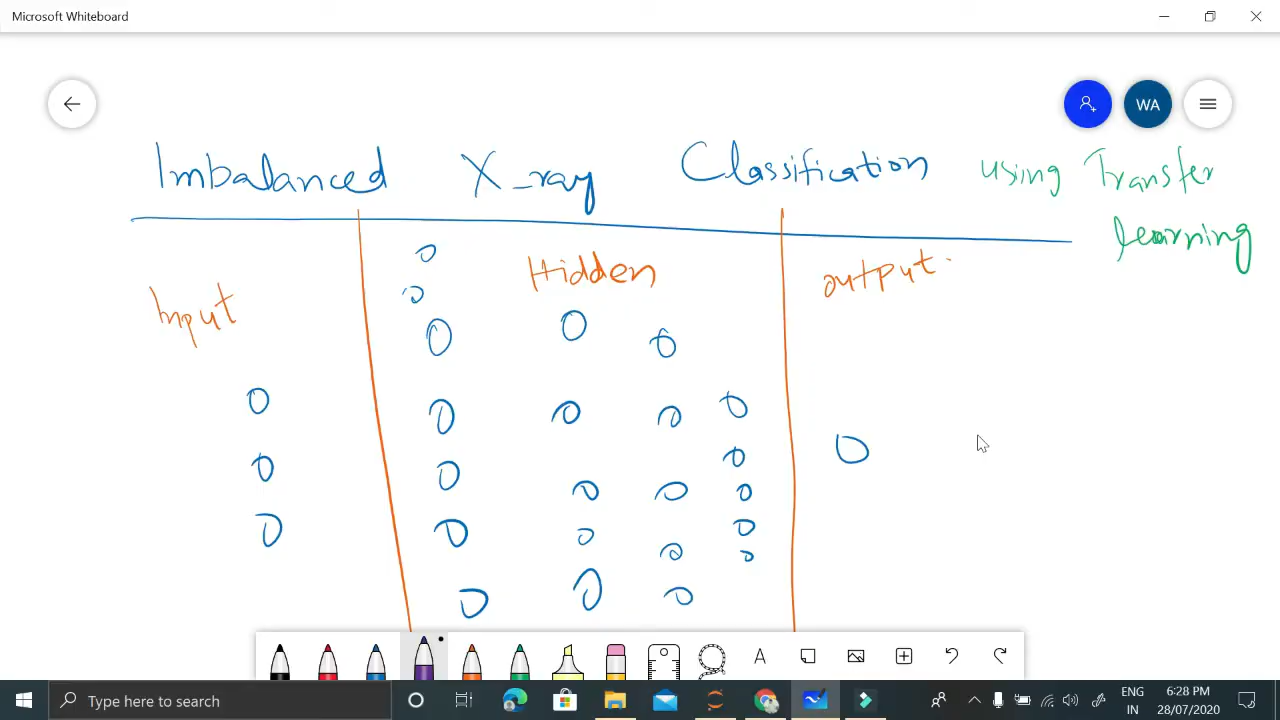 Microsoft Whiteboard
WA
Imbalanced X-ray Classification using Transfer
learning
Input
Hidden
output
A
Type here to search
ENG
IN
6:28 PM
28/07/2020